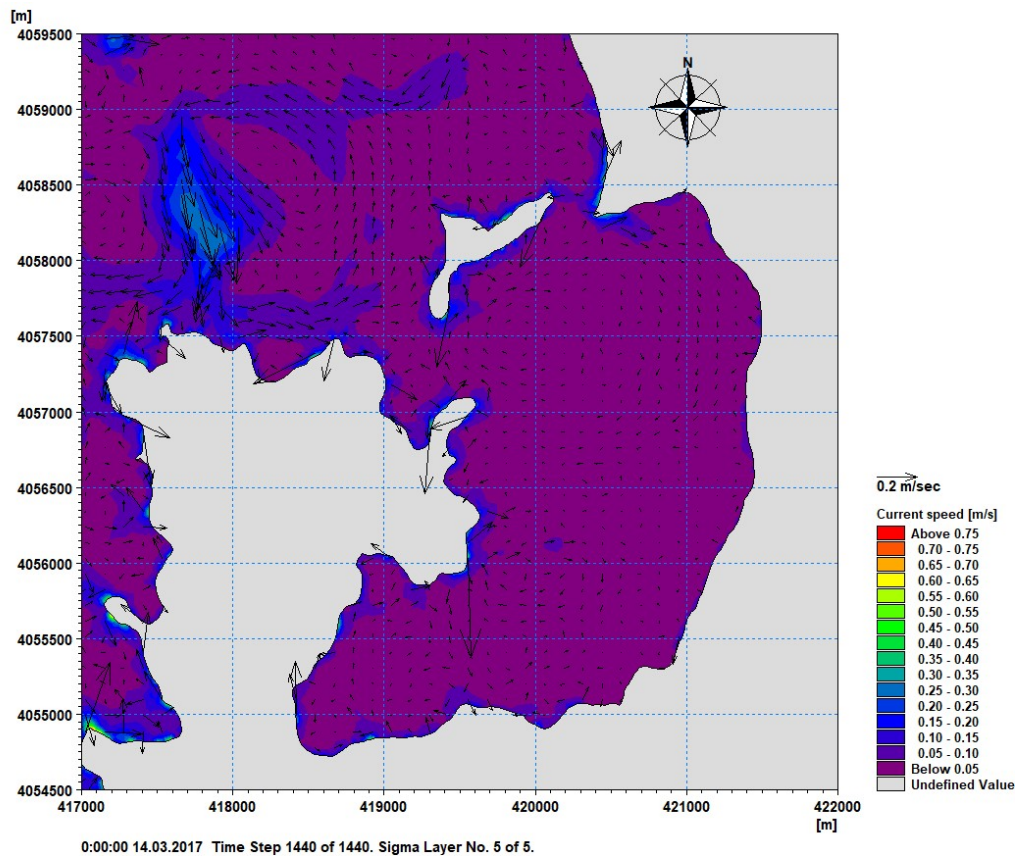 [m]
4059500
4059000
4058500
4058000
4057500
4057000
4056500
4056000
4055500
4055000
4054500
417000 418000 419000 420000 421000 422000
[m]
N
0.2 m/sec
Current speed [m/s]
Above 0.75
0.70 - 0.75
0.65 - 0.70
0.60 - 0.65
0.55 - 0.60
0.50 - 0.55
0.45 - 0.50
0.40 - 0.45
0.35 - 0.40
0.30 - 0.35
0.25 - 0.30
0.20 - 0.25
0.15 - 0.20
0.10 - 0.15
0.05 - 0.10
Below 0.05
Undefined Value
0:00:00 14.03.2017 Time Step 1440 of 1440. Sigma Layer No. 5 of 5.